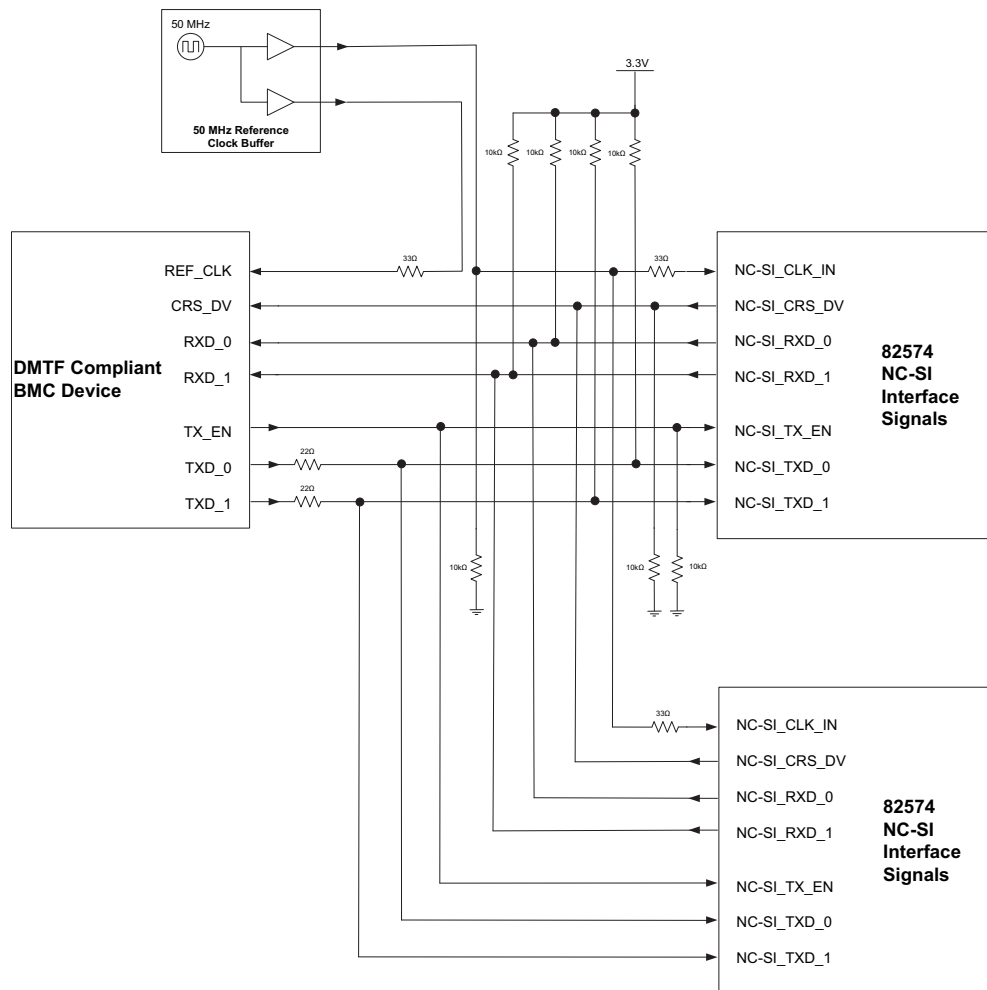 50 MHz
50 MHz Reference
Clock Buffer
3.3V
10kΩ
10kΩ
10kΩ
10kΩ
DMTF Compliant
BMC Device
REF_CLK
CRS_DV
RXD_0
RXD_1
TX_EN
TXD_0
TXD_1
33Ω
33Ω
22Ω
22Ω
NC-SI_CLK_IN
NC-SI_CRS_DV
NC-SI_RXD_0
NC-SI_RXD_1
NC-SI_TX_EN
NC-SI_TXD_0
NC-SI_TXD_1
82574
NC-SI
Interface
Signals
10kΩ
10kΩ
10kΩ
33Ω
NC-SI_CLK_IN
NC-SI_CRS_DV
NC-SI_RXD_0
NC-SI_RXD_1
NC-SI_TX_EN
NC-SI_TXD_0
NC-SI_TXD_1
82574
NC-SI
Interface
Signals